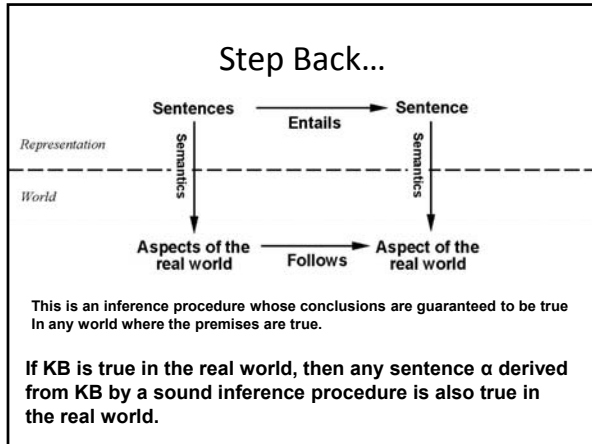 Step Back...
Sentences
Sentence
Entails
Representation
Semantics
Semantics
World
Aspects of the
real world
Follows
Aspect of the
real world
This is an inference procedure whose conclusions are guaranteed to be true
In any world where the premises are true.
If KB is true in the real world, then any sentence α derived
from KB by a sound inference procedure is also true in
the real world.